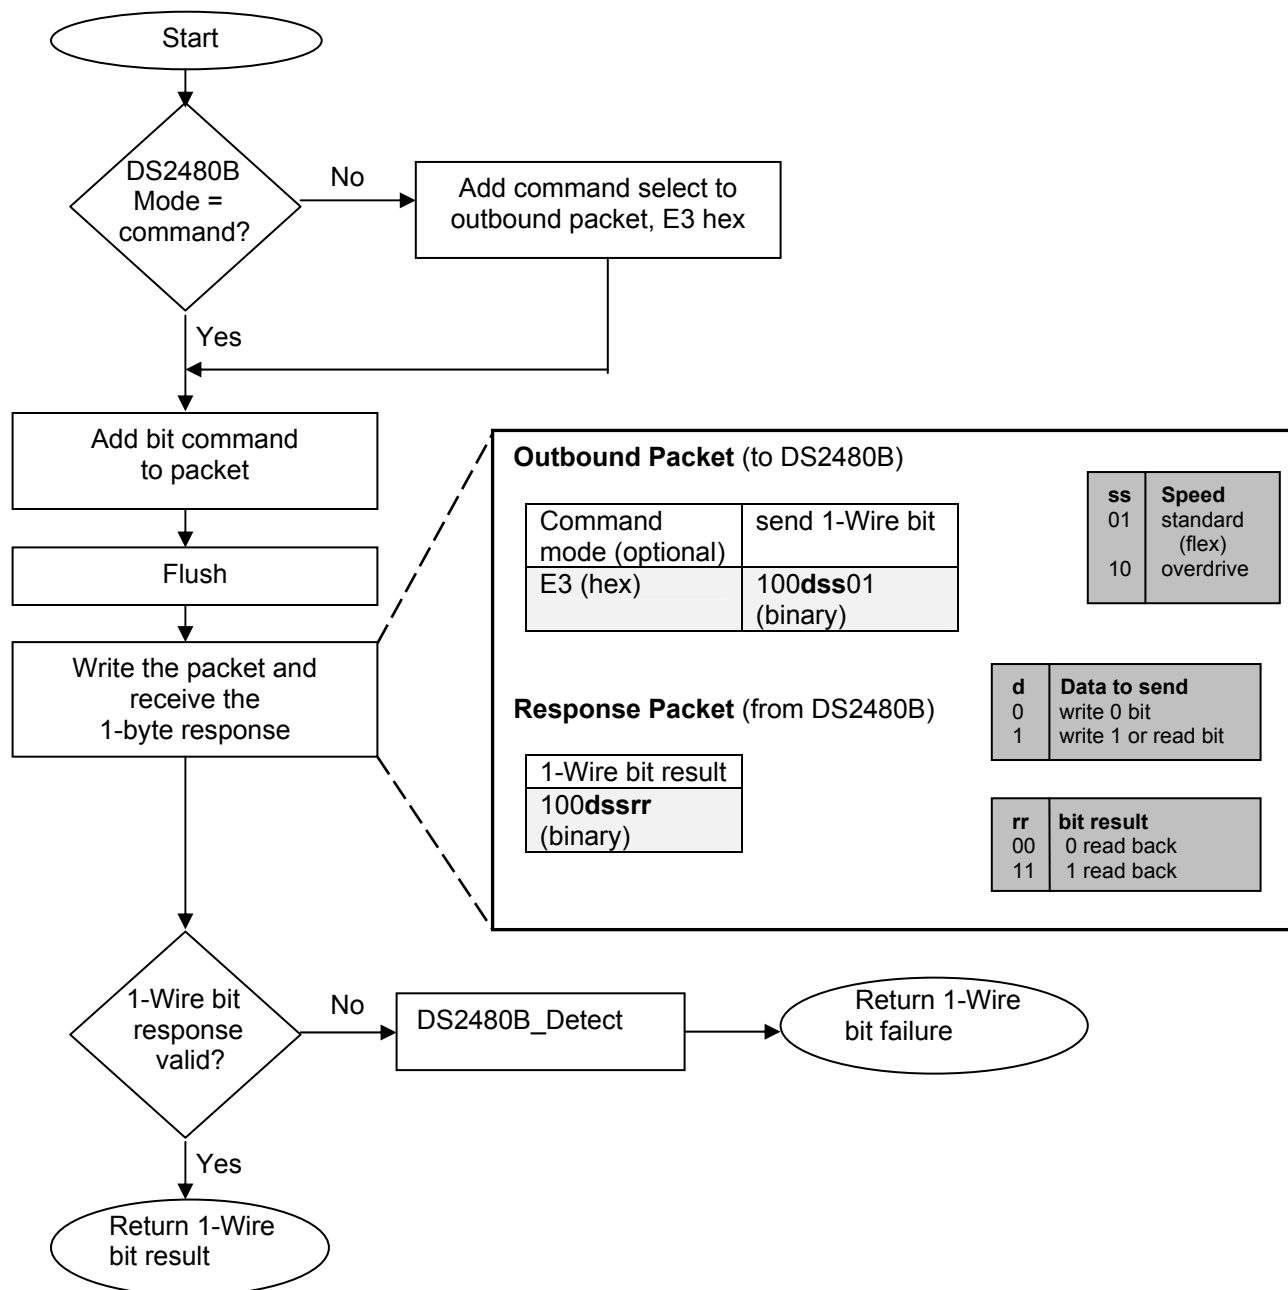 Start
DS2480B
Mode =
command?
No
Add command select to
outbound packet, E3 hex
Yes
Add bit command
to packet
Flush
Write the packet and
receive the
1-byte response
Outbound Packet (to DS2480B)
Command
mode (optional)
send 1-Wire bit
E3 (hex)
100dss01
(binary)
ss Speed
01 standard
(flex)
10 overdrive
d Data to send
0 write 0 bit
1 write 1 or read bit
Response Packet (from DS2480B)
1-Wire bit result
100dssrr
(binary)
rr bit result
00 0 read back
11 1 read back
1-Wire bit
response
valid?
No
DS2480B_Detect
Return 1-Wire
bit failure
Yes
Return 1-Wire
bit result